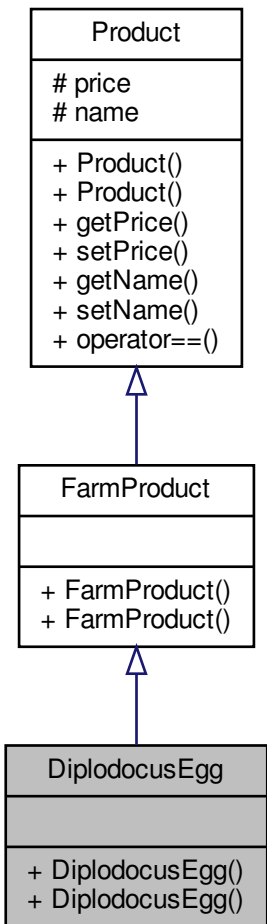 Product
# price
# name
+ Product()
+ Product()
+ getPrice()
+ setPrice()
+ getName()
+ setName()
+ operator==()
FarmProduct
+ FarmProduct()
+ FarmProduct()
DiplodocusEgg
+ DiplodocusEgg()
+ DiplodocusEgg()